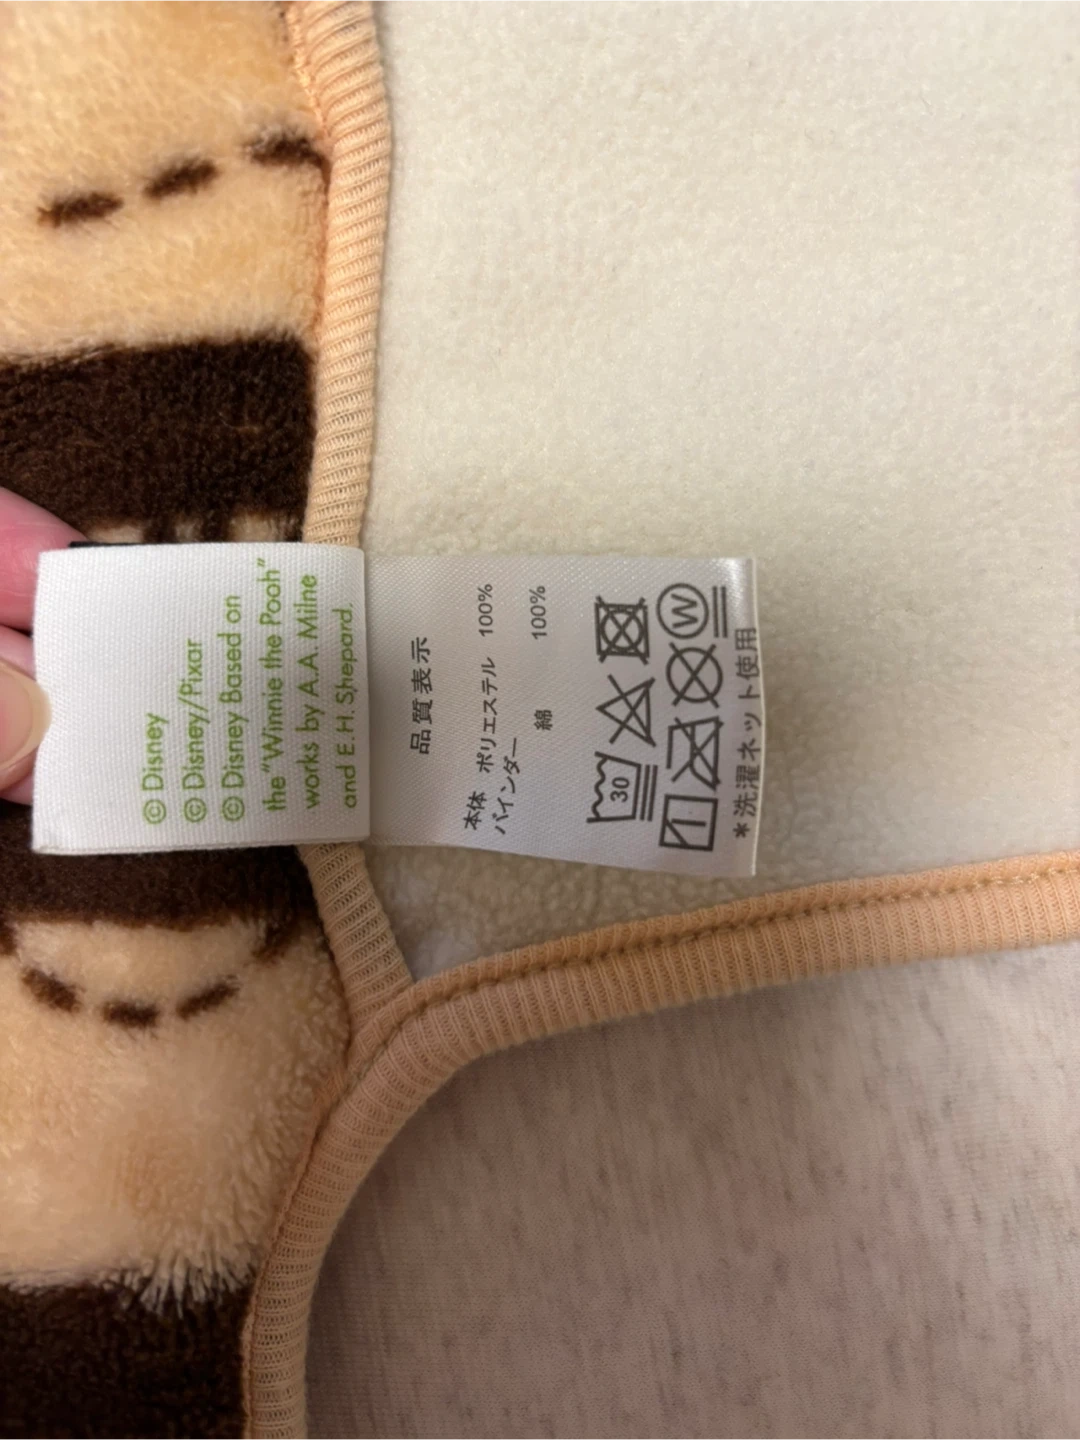 © Disney
© Disney/Pixar
© Disney Based on
the "Winnie the Pooh"
works by A.A. Milne
and E.H. Shepard.
品質表示
本体 ポリエステル 100%
バインダー 綿 100%
30
W
*洗濯ネット使用